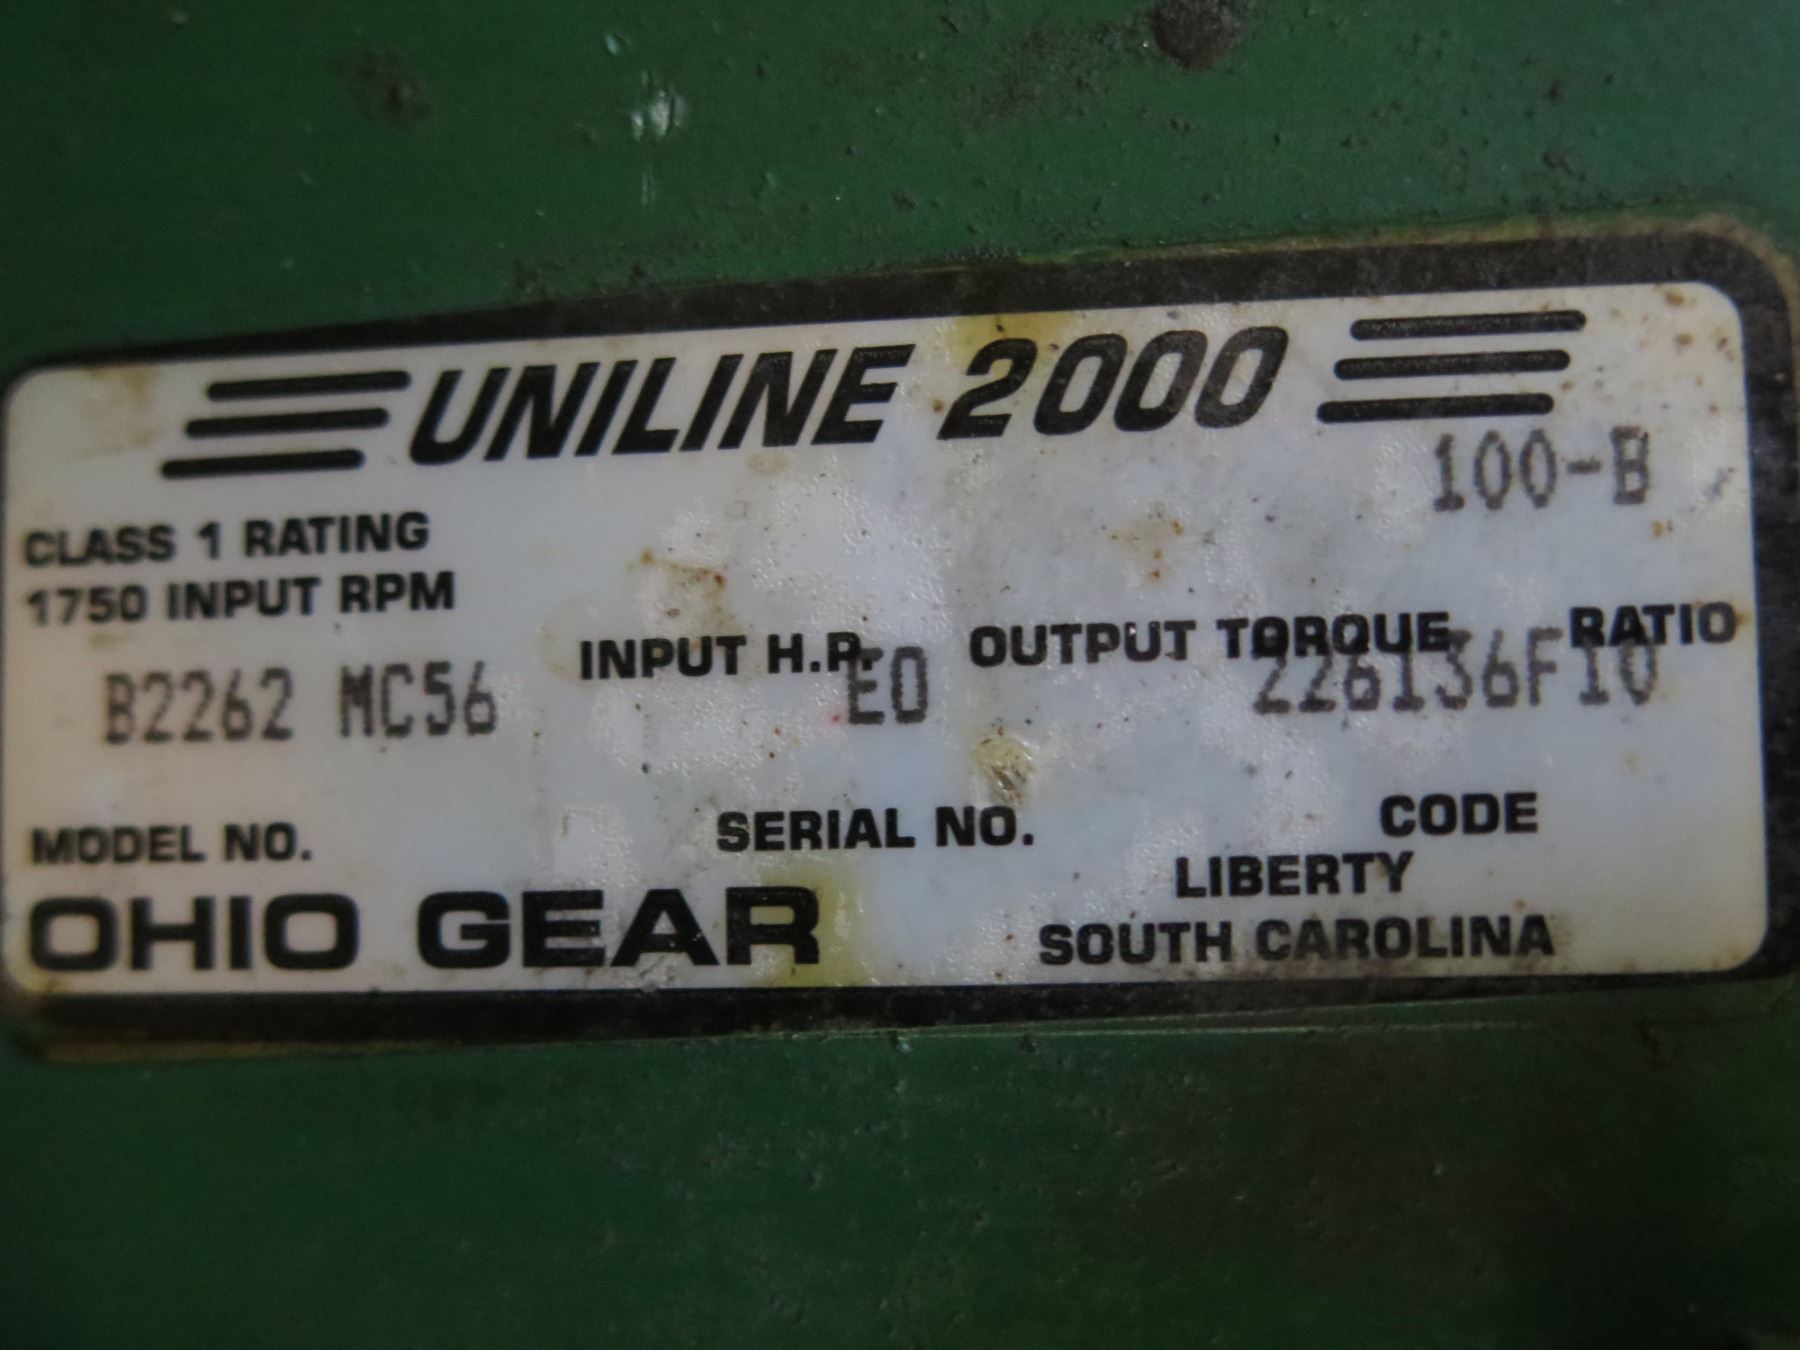 UNILINE 2000
100-B
CLASS 1 RATING
1750 INPUT RPM
INPUT H.P. OUTPUT TORQUE RATIO
B2262 MC56 E0 226136F10
MODEL NO. SERIAL NO. CODE
OHIO GEAR LIBERTY
SOUTH CAROLINA